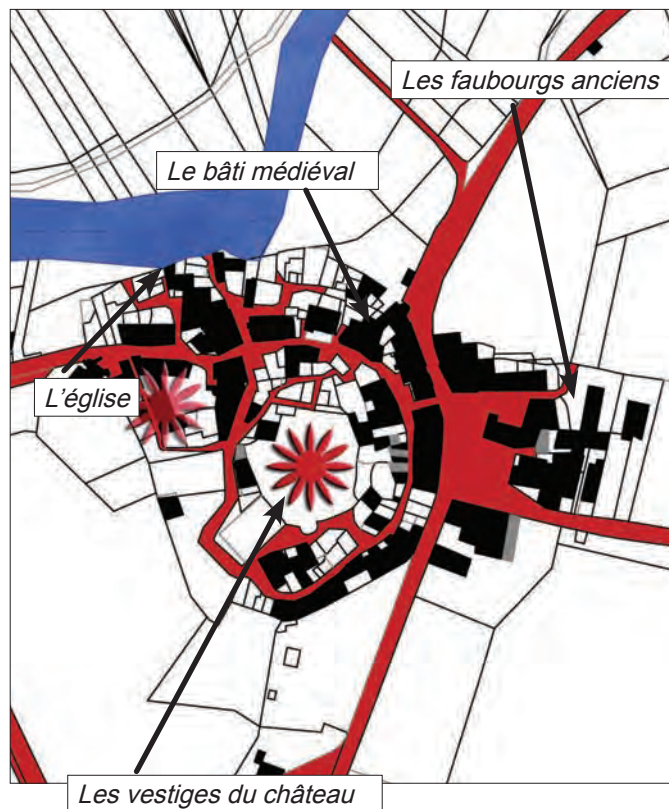 Les faubourgs anciens
Le bâti médiéval
L'église
Les vestiges du château